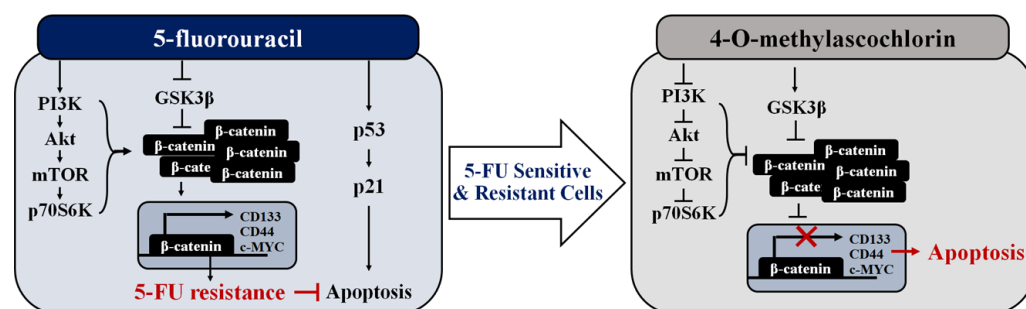 5-fluorouracil
PI3K
Akt
mTOR
p70S6K
GSK3β
β-catenin
β-catenin
β-catenin
β-cate
β-catenin
β-catenin
CD133
CD44
c-MYC
p53
p21
5-FU resistance
Apoptosis
5-FU Sensitive
& Resistant Cells
4-O-methylascochlorin
PI3K
Akt
mTOR
p70S6K
GSK3β
β-catenin
β-catenin
β-catenin
β-cate
β-catenin
β-catenin
CD133
CD44
c-MYC
Apoptosis